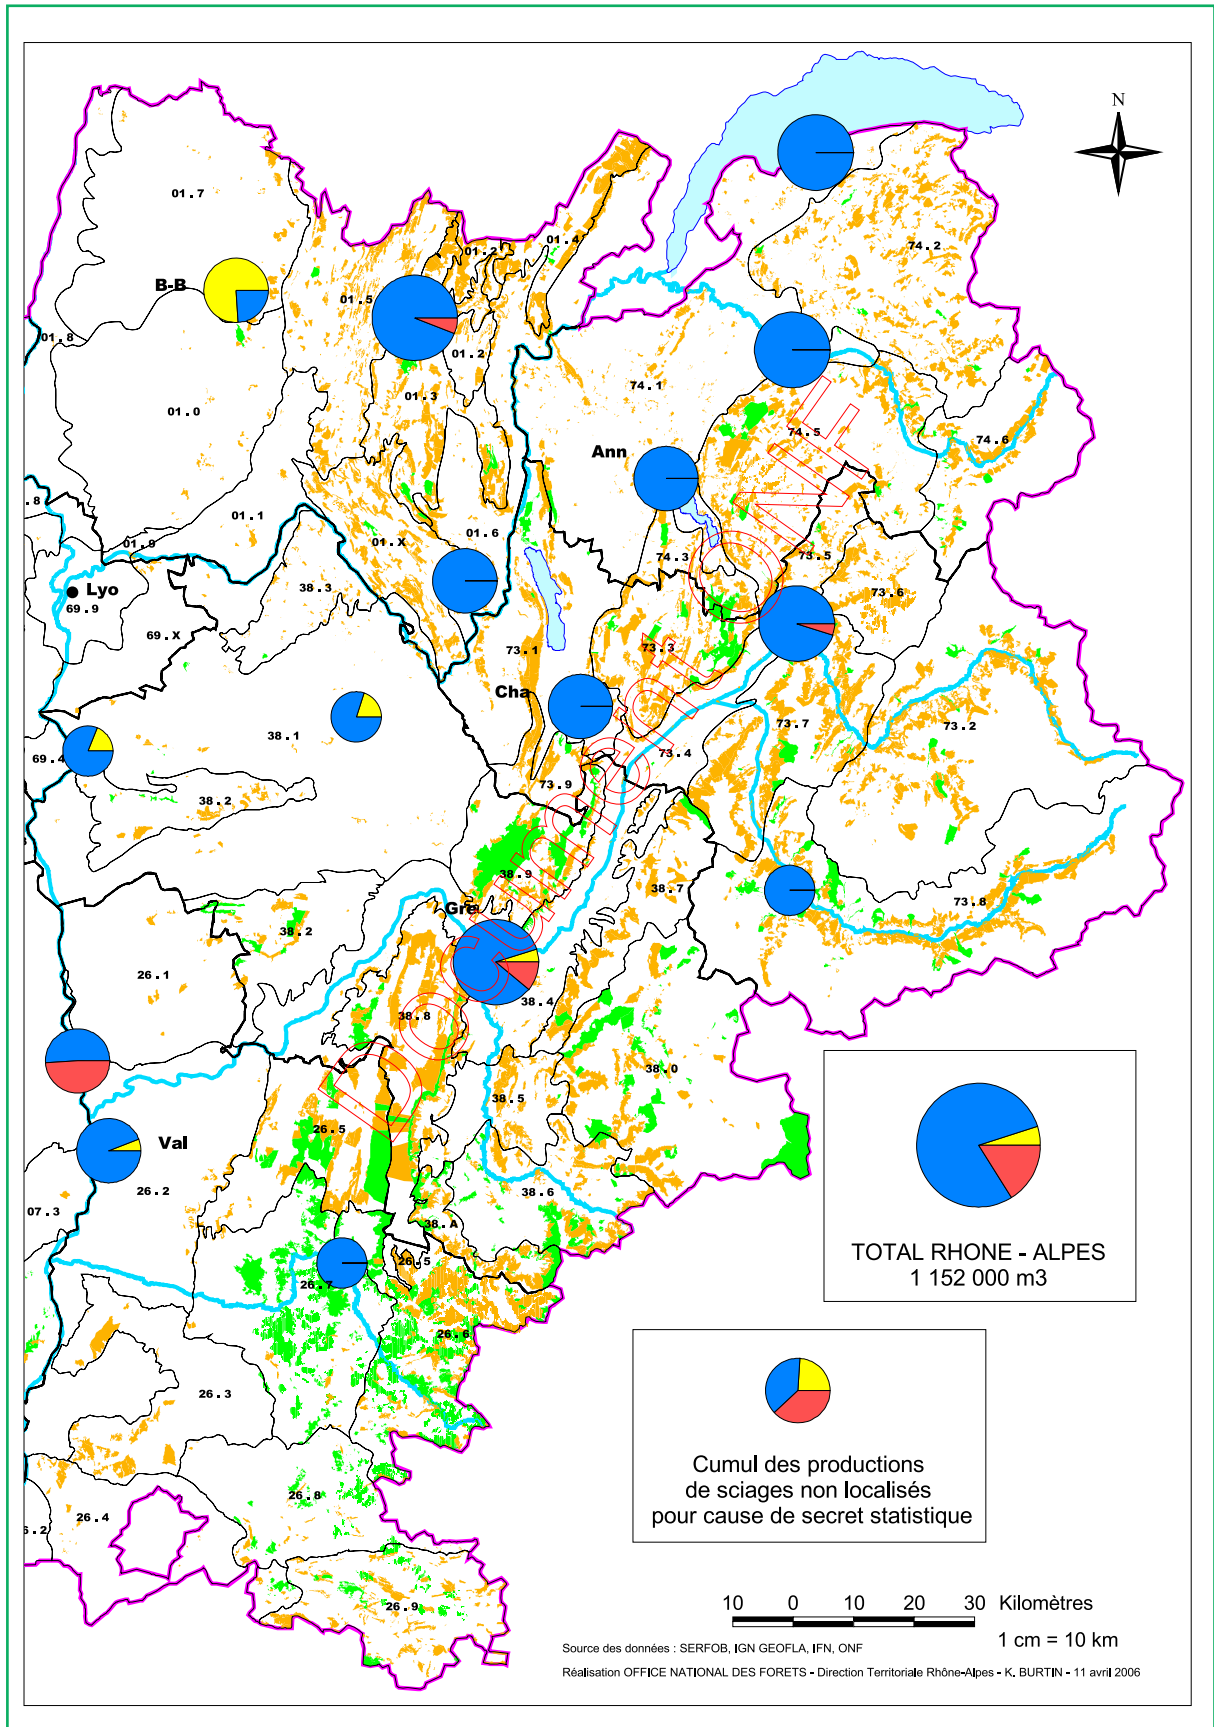 N
01.7
74.2
01.2
01.4
B-B
01.5
01.8
01.2
74.1
01.3
01.0
74.5
74.6
Ann
.8
01.1
01.6
01.9
01.X
74.3
73.5
38.3
Lyo
69.9
73.6
69.X
73.1
73.3
Cha
73.7
73.2
38.1
69.4
73.4
73.9
38.2
38.9
38.7
73.8
Gre
38.2
26.1
38.4
38.8
38.0
38.5
26.5
Val
26.2
38.6
07.3
38.A
26.5
26.7
26.6
26.3
26.8
26.4
6.2
26.9
Document ONF
TOTAL RHONE - ALPES
1 152 000 m3
Cumul des productions
de sciages non localisés
pour cause de secret statistique
10 0 10 20 30 Kilomètres
1 cm = 10 km
Source des données : SERFOB, IGN GEOFLA, IFN, ONF
Réalisation OFFICE NATIONAL DES FORETS - Direction Territoriale Rhône-Alpes - K. BURTIN - 11 avril 2006